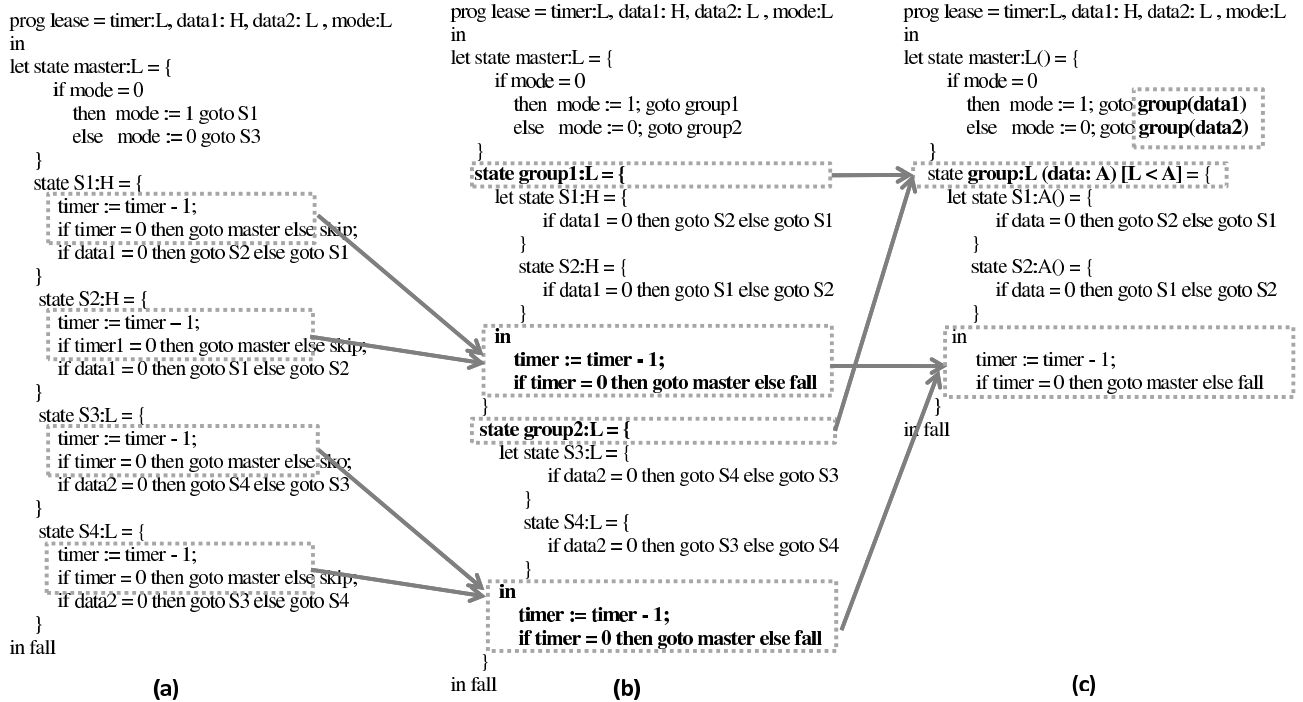 prog lease = timer:L, data1: H, data2: L , mode:L
in
let state master:L = {
if mode = 0
then mode := 1 goto S1
else mode := 0 goto S3
}
state S1:H = {
timer := timer - 1;
if timer = 0 then goto master else skip;
if data1 = 0 then goto S2 else goto S1
}
state S2:H = {
timer := timer – 1;
if timer1 = 0 then goto master else skip;
if data1 = 0 then goto S1 else goto S2
}
state S3:L = {
timer := timer - 1;
if timer = 0 then goto master else sko;
if data2 = 0 then goto S4 else goto S3
}
state S4:L = {
timer := timer - 1;
if timer = 0 then goto master else skip;
if data2 = 0 then goto S3 else goto S4
}
in fall
(a)
prog lease = timer:L, data1: H, data2: L , mode:L
in
let state master:L = {
if mode = 0
then mode := 1; goto group1
else mode := 0; goto group2
}
state group1:L = {
let state S1:H = {
if data1 = 0 then goto S2 else goto S1
}
state S2:H = {
if data1 = 0 then goto S1 else goto S2
}
in
timer := timer - 1;
if timer = 0 then goto master else fall
}
state group2:L = {
let state S3:L = {
if data2 = 0 then goto S4 else goto S3
}
state S4:L = {
if data2 = 0 then goto S3 else goto S4
}
in
timer := timer - 1;
if timer = 0 then goto master else fall
}
in fall
(b)
prog lease = timer:L, data1: H, data2: L , mode:L
in
let state master:L() = {
if mode = 0
then mode := 1; goto group(data1)
else mode := 0; goto group(data2)
}
state group:L (data: A) [L < A] = {
let state S1:A() = {
if data = 0 then goto S2 else goto S1
}
state S2:A() = {
if data = 0 then goto S1 else goto S2
}
in
timer := timer - 1;
if timer = 0 then goto master else fall
}
in fall
(c)